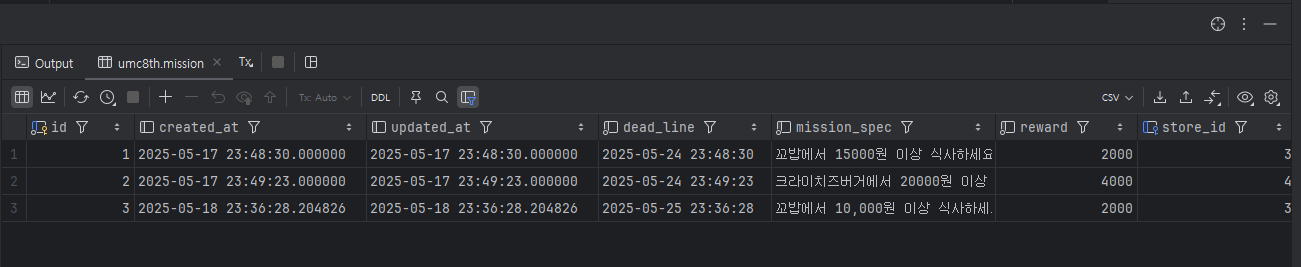 Output umc8th.mission Tx
Tx: Auto DDL CSV
id created_at updated_at dead_line mission_spec reward store_id
1 1 2025-05-17 23:48:30.000000 2025-05-17 23:48:30.000000 2025-05-24 23:48:30 꼬밥에서 15000원 이상 식사하세요 2000 3
2 2 2025-05-17 23:49:23.000000 2025-05-17 23:49:23.000000 2025-05-24 23:49:23 크라이치즈버거에서 20000원 이상 4000 4
3 3 2025-05-18 23:36:28.204826 2025-05-18 23:36:28.204826 2025-05-25 23:36:28 꼬밥에서 10,000원 이상 식사하세. 2000 3